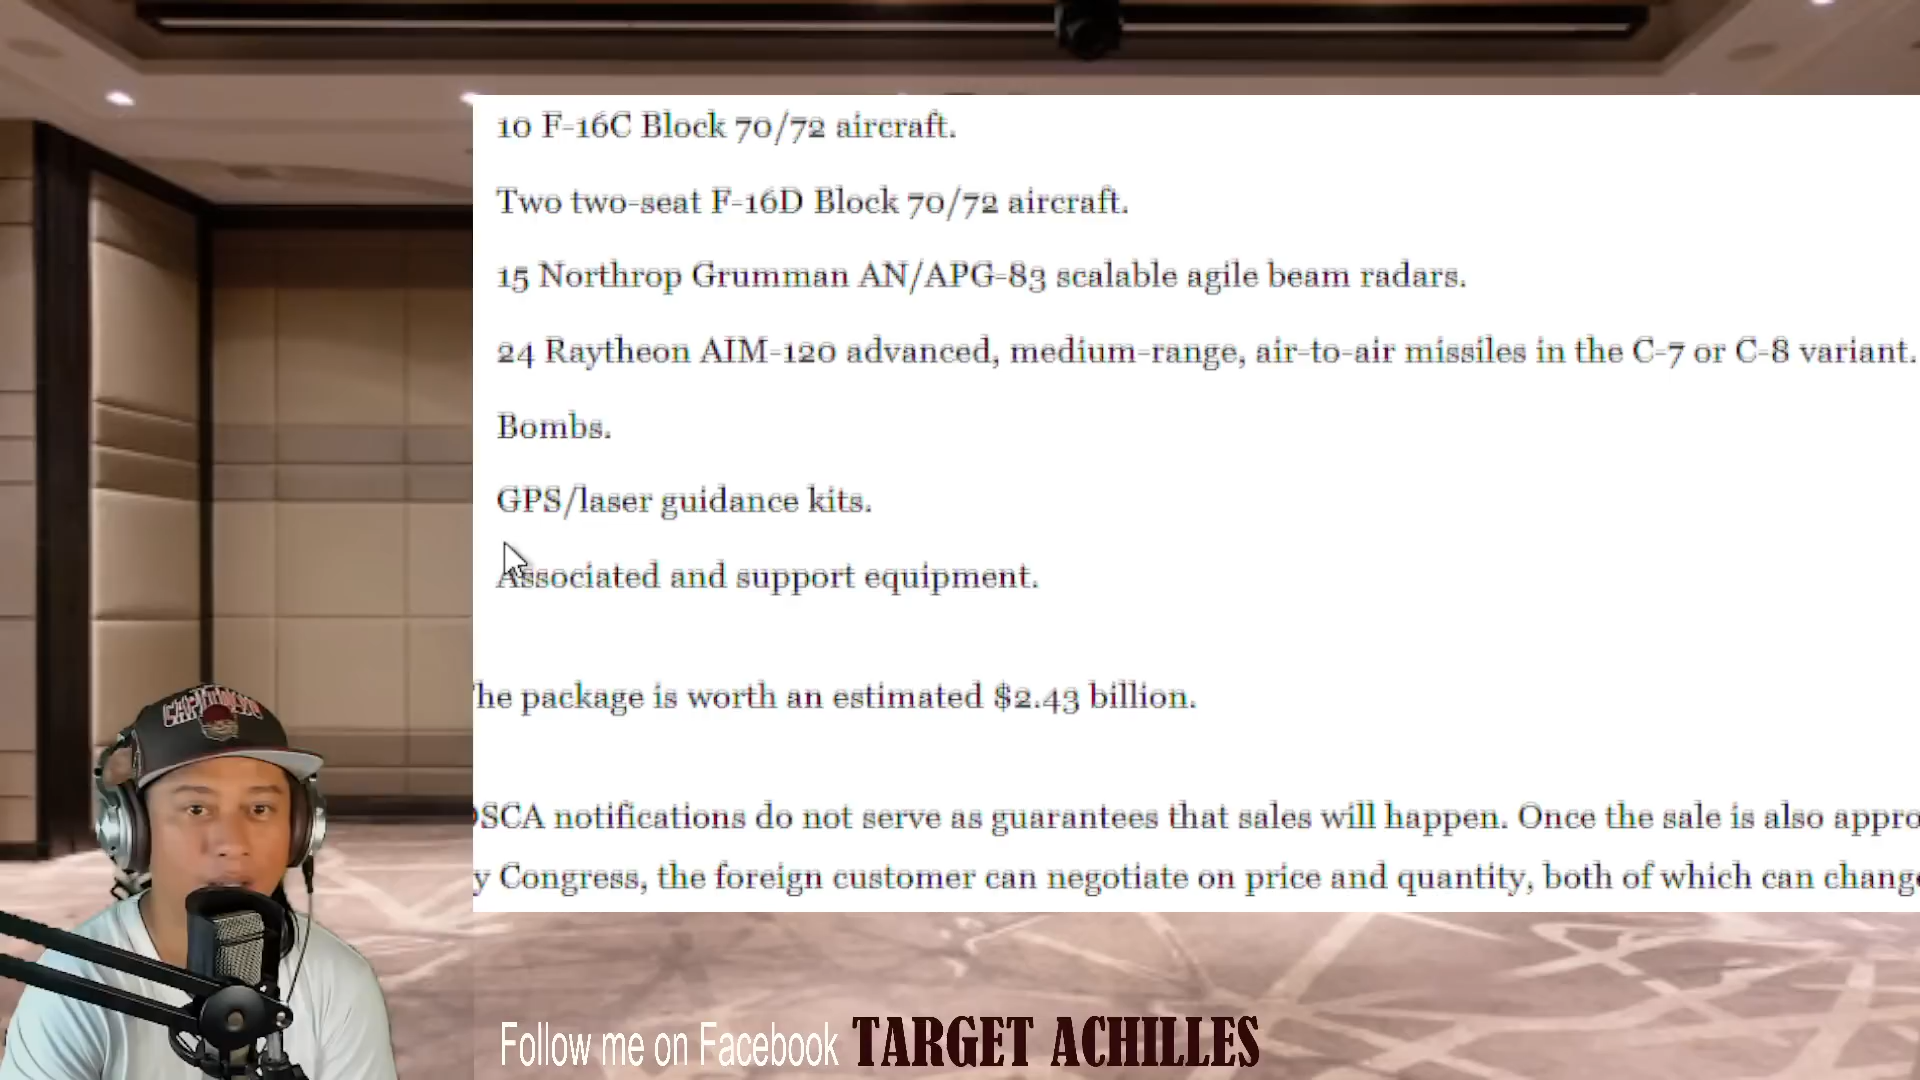 10 F-16C Block 70/72 aircraft.
Two two-seat F-16D Block 70/72 aircraft.
15 Northrop Grumman AN/APG-83 scalable agile beam radars.
24 Raytheon AIM-120 advanced, medium-range, air-to-air missiles in the C-7 or C-8 variant.
Bombs.
GPS/laser guidance kits.
Associated and support equipment.
he package is worth an estimated $2.43 billion.
SCA notifications do not serve as guarantees that sales will happen. Once the sale is also appro
y Congress, the foreign customer can negotiate on price and quantity, both of which can change
Follow me on Facebook TARGET ACHILLES